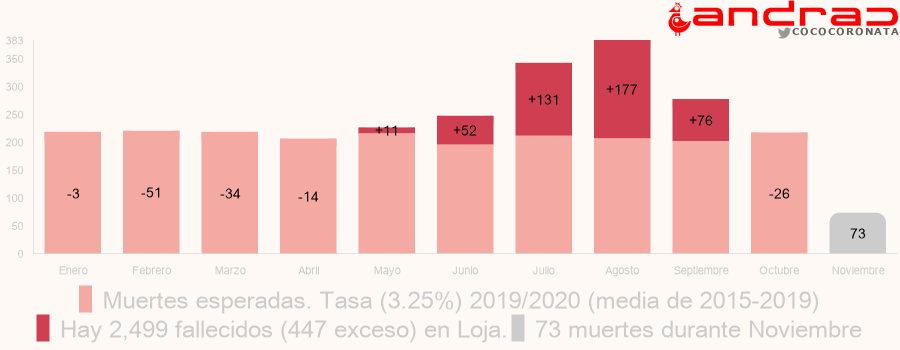 andrac
COCOCORONATA
383
350
300
250
200
150
100
50
0
-3
-51
-34
-14
+11
+52
+131
+177
+76
-26
73
Enero
Febrero
Marzo
Abril
Mayo
Junio
Julio
Agosto
Septiembre
Octubre
Noviembre
Muertes esperadas. Tasa (3.25%) 2019/2020 (media de 2015-2019)
Hay 2,499 fallecidos (447 exceso) en Loja. 73 muertes durante Noviembre